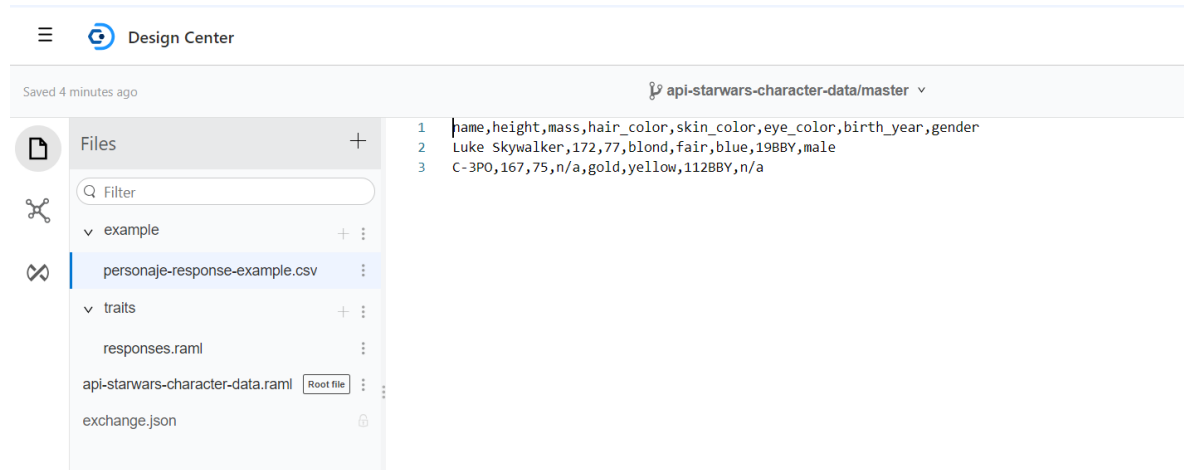 Design Center
Saved 4 minutes ago
api-starwars-character-data/master
Files
Filter
example
personaje-response-example.csv
traits
responses.raml
api-starwars-character-data.raml Root file
exchange.json
1 name,height,mass,hair_color,skin_color,eye_color,birth_year,gender
2 Luke Skywalker,172,77,blond,fair,blue,19BBY,male
3 C-3PO,167,75,n/a,gold,yellow,112BBY,n/a